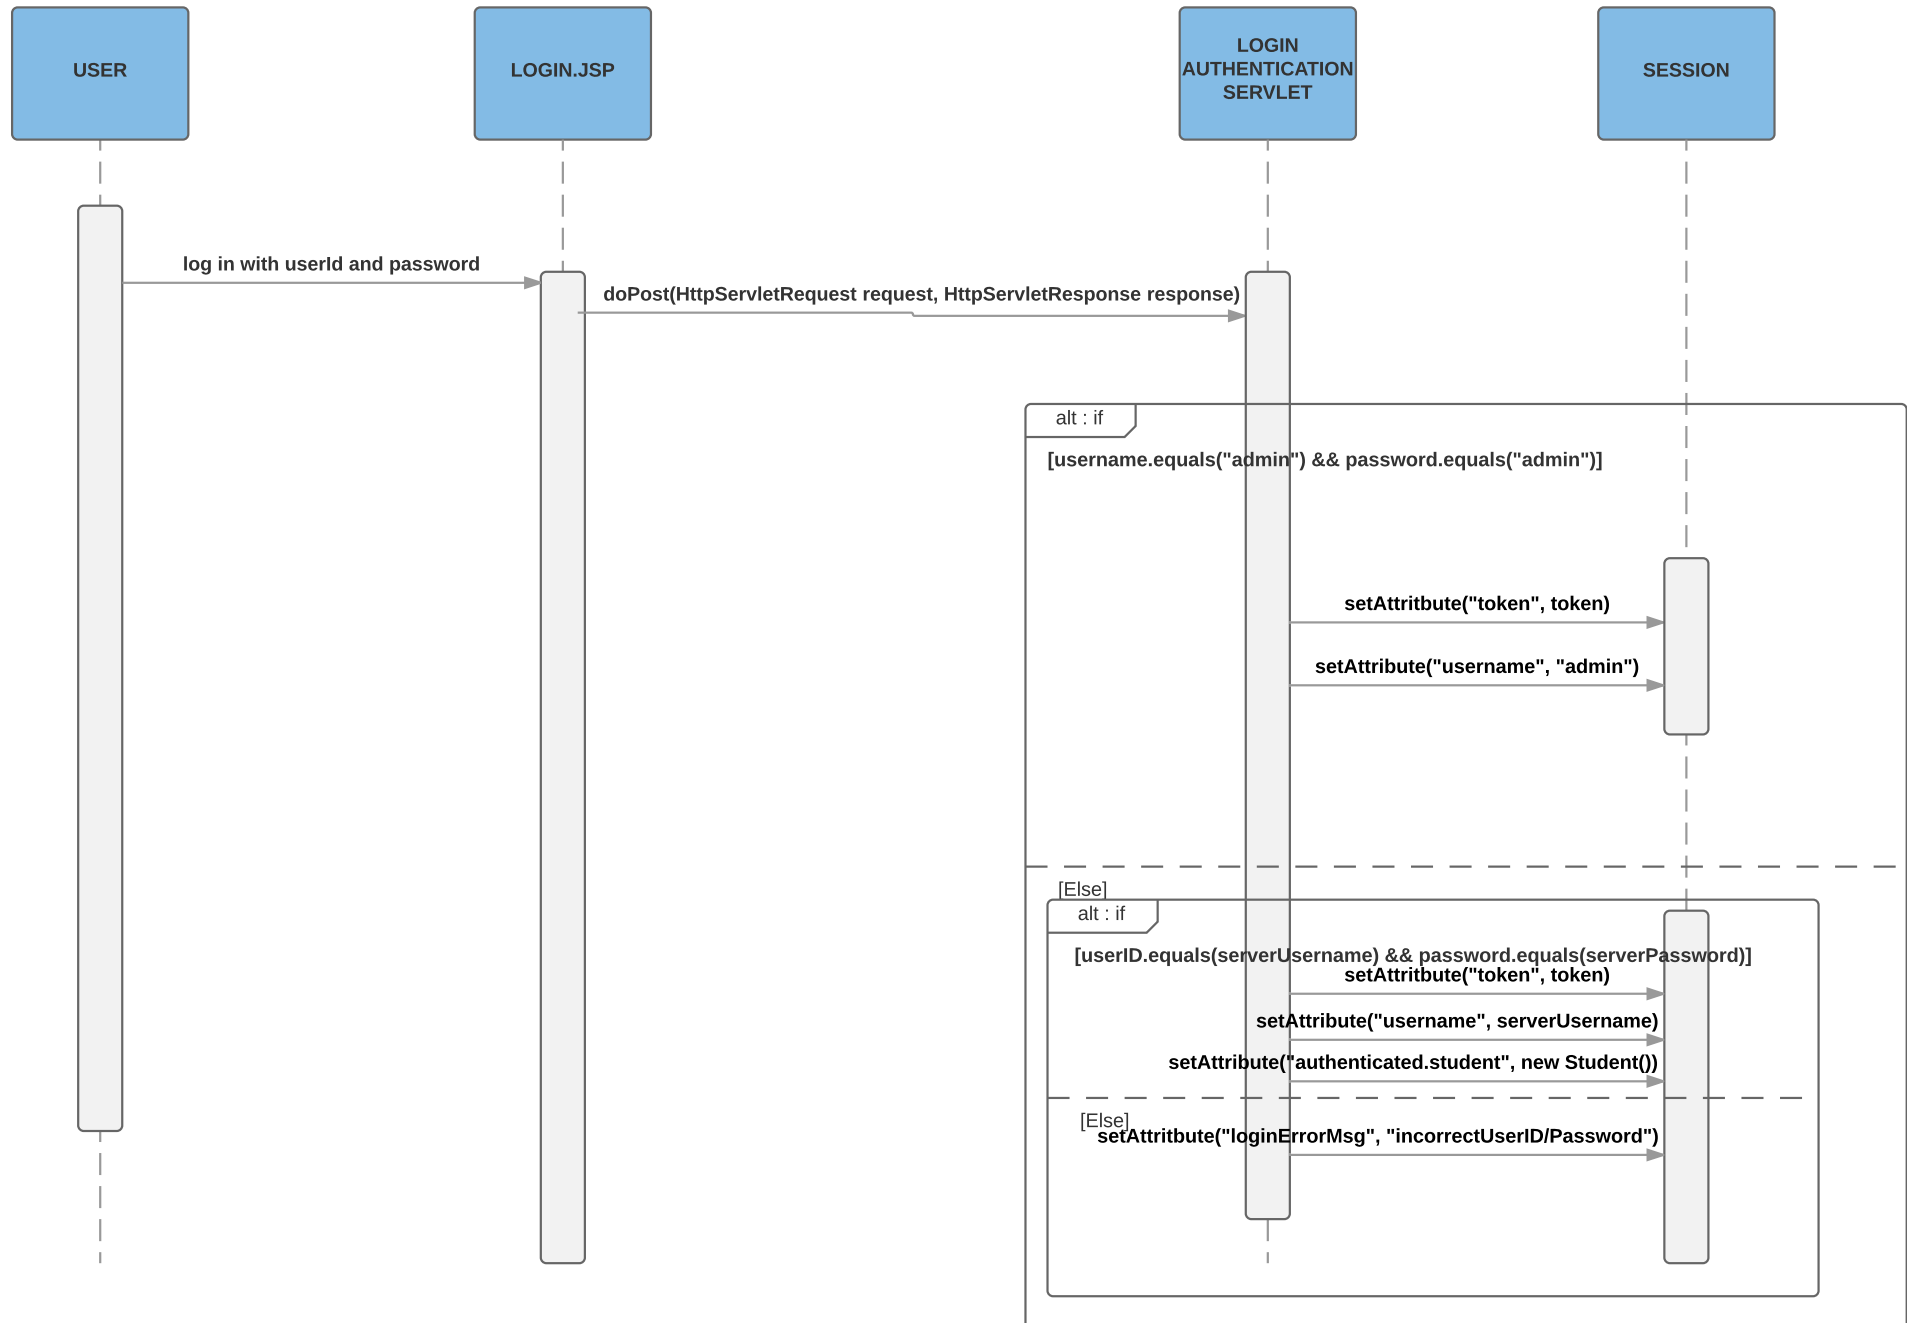 USER
LOGIN.JSP
LOGIN
AUTHENTICATION
SERVLET
SESSION
log in with userId and password
doPost(HttpServletRequest request, HttpServletResponse response)
alt : if
[username.equals("admin") && password.equals("admin")]
setAttritbute("token", token)
setAttribute("username", "admin")
[Else]
alt : if
[userID.equals(serverUsername) && password.equals(serverPassword)]
setAttritbute("token", token)
setAttribute("username", serverUsername)
setAttribute("authenticated.student", new Student())
[Else]
setAttritbute("loginErrorMsg", "incorrectUserID/Password")